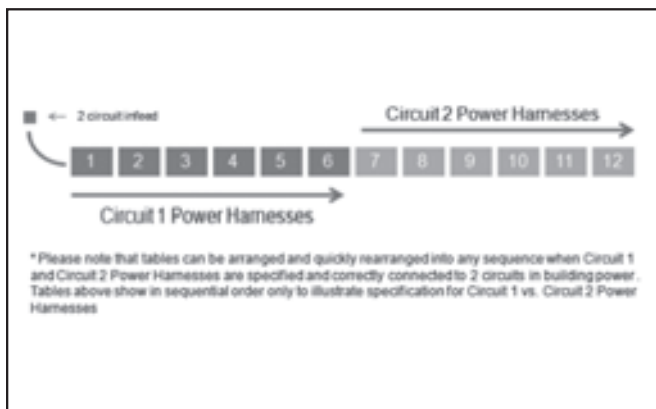 Circuit 2 Power Harnesses
2 circuit infeed
1 2 3 4 5 6 7 8 9 10 11 12
Circuit 1 Power Harnesses
*Please note that tables can be arranged and quickly rearranged into any sequence when Circuit 1
and Circuit 2 Power Harnesses are specified and correctly connected to 2 circuits in building power.
Tables above show in sequential order only to illustrate specification for Circuit 1 vs. Circuit 2 Power
Harnesses